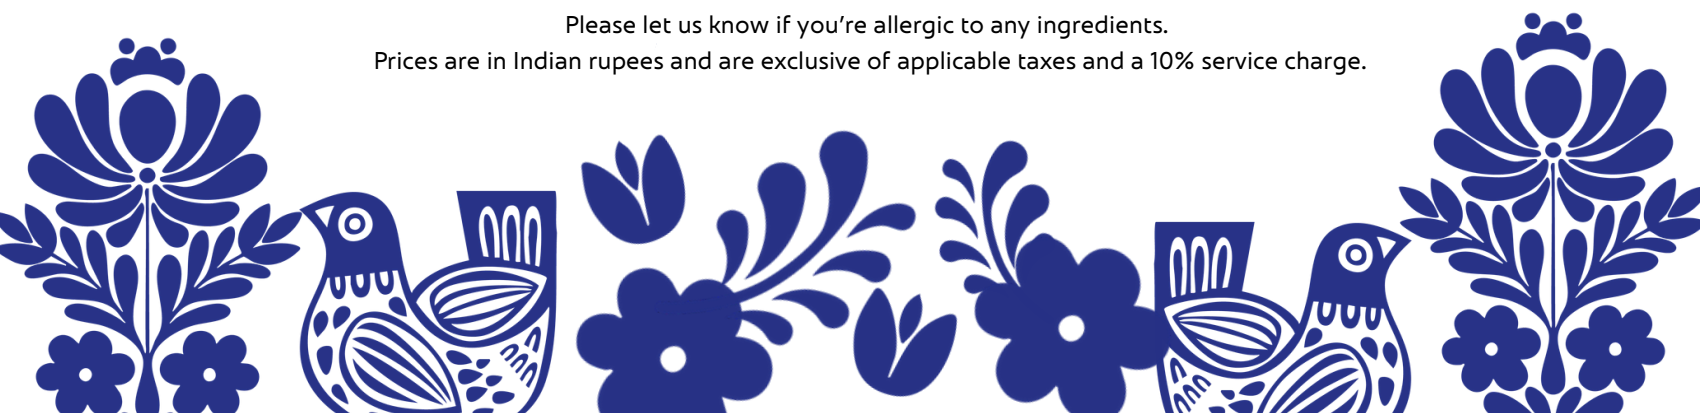 Please let us know if you’re allergic to any ingredients.
Prices are in Indian rupees and are exclusive of applicable taxes and a 10% service charge.